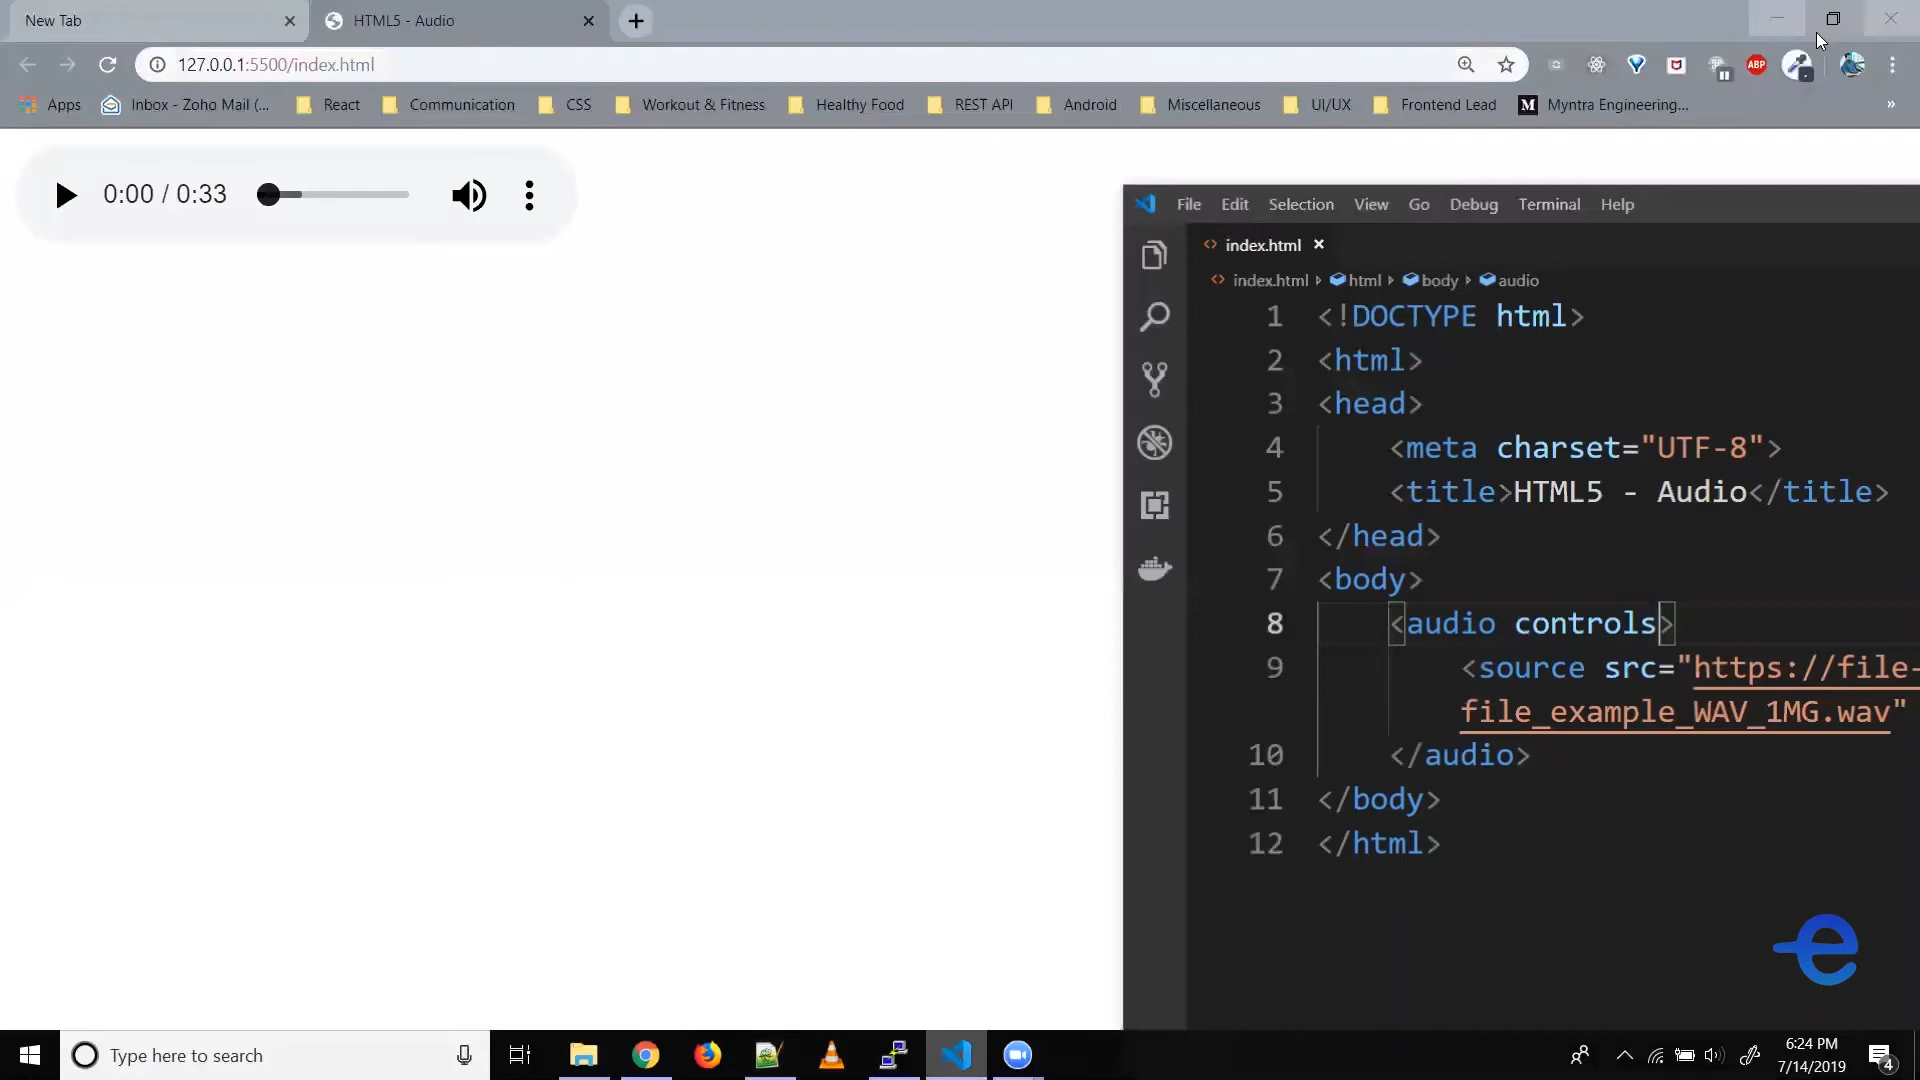 New Tab
HTML5 - Audio
127.0.0.1:5500/index.html
ABP
Apps
Inbox - Zoho Mail (...
React
Communication
CSS
Workout & Fitness
Healthy Food
REST API
Android
Miscellaneous
UI/UX
Frontend Lead
M
Myntra Engineering...
»
0:00 / 0:33
File Edit Selection View Go Debug Terminal Help
index.html
index.html html body audio
1 <!DOCTYPE html>
2 <html>
3 <head>
4 <meta charset="UTF-8">
5 <title>HTML5 - Audio</title>
6 </head>
7 <body>
8 <audio controls>
9 <source src="https://file-
file_example_WAV_1MG.wav"
10 </audio>
11 </body>
12 </html>
e
Type here to search
6:24 PM
7/14/2019
4